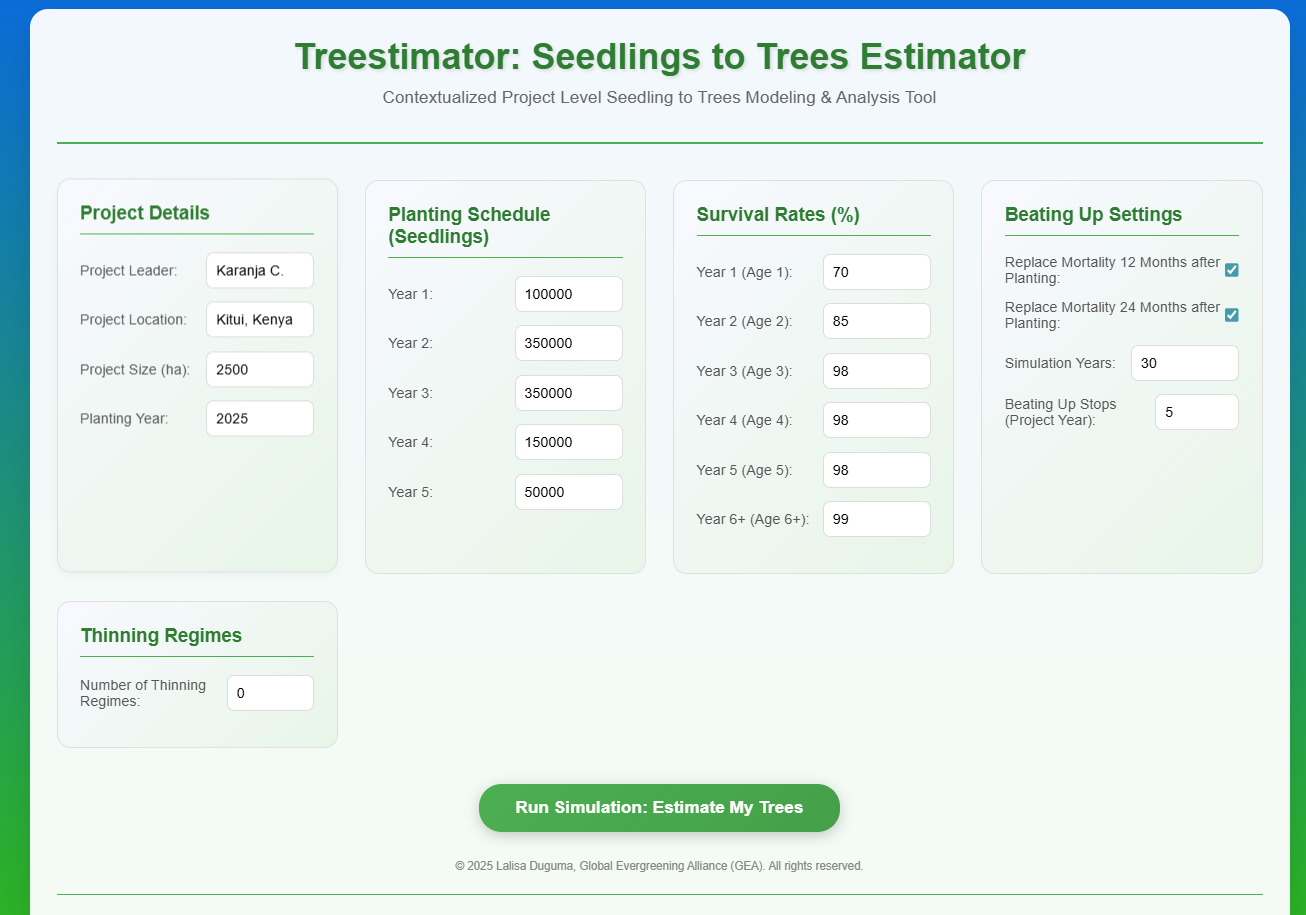 Treestimator: Seedlings to Trees Estimator
Contextualized Project Level Seedling to Trees Modeling & Analysis Tool
Project Details
Project Leader: Karanja C.
Project Location: Kitui, Kenya
Project Size (ha): 2500
Planting Year: 2025
Planting Schedule
(Seedlings)
Year 1: 100000
Year 2: 350000
Year 3: 350000
Year 4: 150000
Year 5: 50000
Survival Rates (%)
Year 1 (Age 1): 70
Year 2 (Age 2): 85
Year 3 (Age 3): 98
Year 4 (Age 4): 98
Year 5 (Age 5): 98
Year 6+ (Age 6+): 99
Beating Up Settings
Replace Mortality 12 Months after
Planting:
Replace Mortality 24 Months after
Planting:
Simulation Years: 30
Beating Up Stops
(Project Year): 5
Thinning Regimes
Number of Thinning
Regimes: 0
Run Simulation: Estimate My Trees
© 2025 Lalisa Duguma, Global Evergreening Alliance (GEA). All rights reserved.